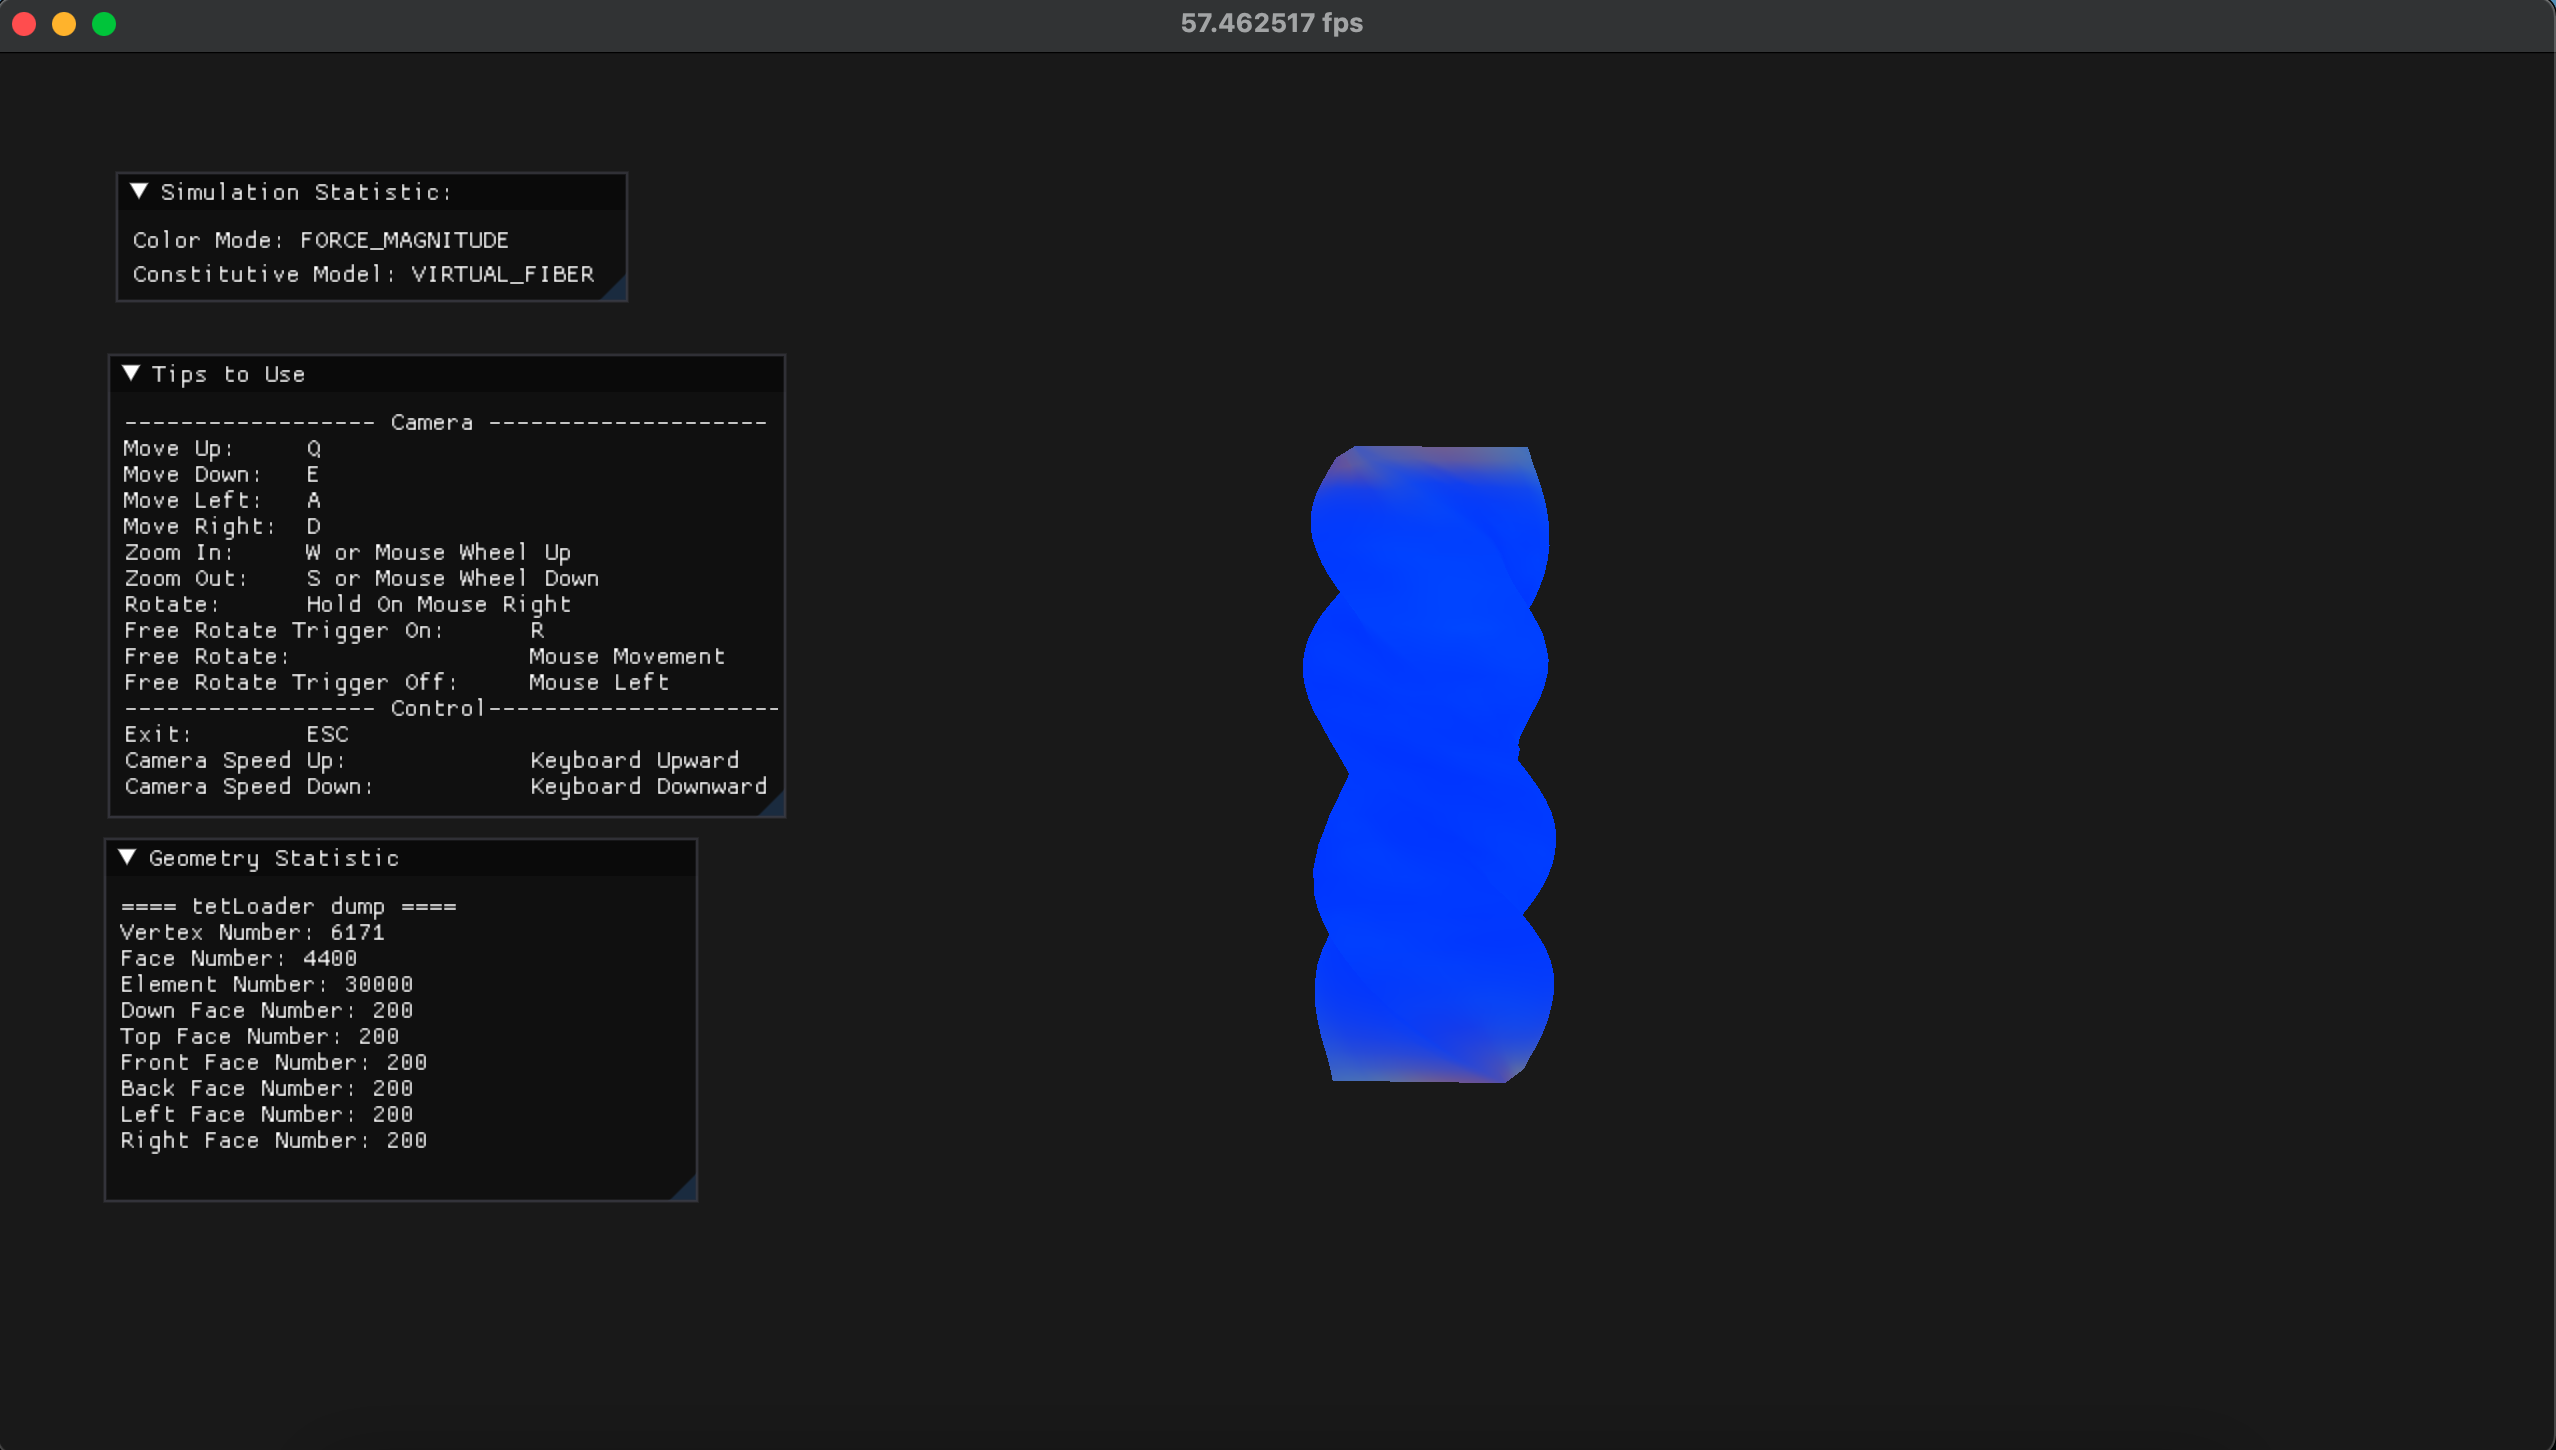 57.462517 fps
Simulation Statistic:
Color Mode: FORCE_MAGNITUDE
Constitutive Model: VIRTUAL_FIBER
Tips to Use
------------------ Camera --------------------
Move Up: Q
Move Down: E
Move Left: A
Move Right: D
Zoom In: W or Mouse Wheel Up
Zoom Out: S or Mouse Wheel Down
Rotate: Hold On Mouse Right
Free Rotate Trigger On: R
Free Rotate: Mouse Movement
Free Rotate Trigger Off: Mouse Left
------------------ Control---------------------
Exit: ESC
Camera Speed Up: Keyboard Upward
Camera Speed Down: Keyboard Downward
Geometry Statistic
==== tetLoader dump ====
Vertex Number: 6171
Face Number: 4400
Element Number: 30000
Down Face Number: 200
Top Face Number: 200
Front Face Number: 200
Back Face Number: 200
Left Face Number: 200
Right Face Number: 200